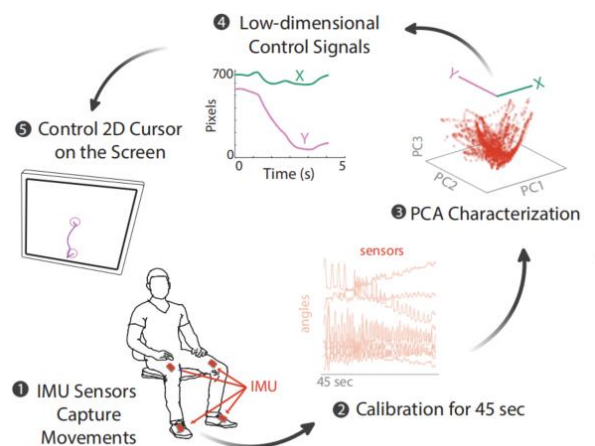 ❹ Low-dimensional
Control Signals
700
X
Y
Pixels
0
0
5
Time (s)
❺ Control 2D Cursor
on the Screen
Y
X
PC3
PC2
PC1
❸ PCA Characterization
sensors
angles
45 sec
❷ Calibration for 45 sec
IMU
❶ IMU Sensors
Capture
Movements